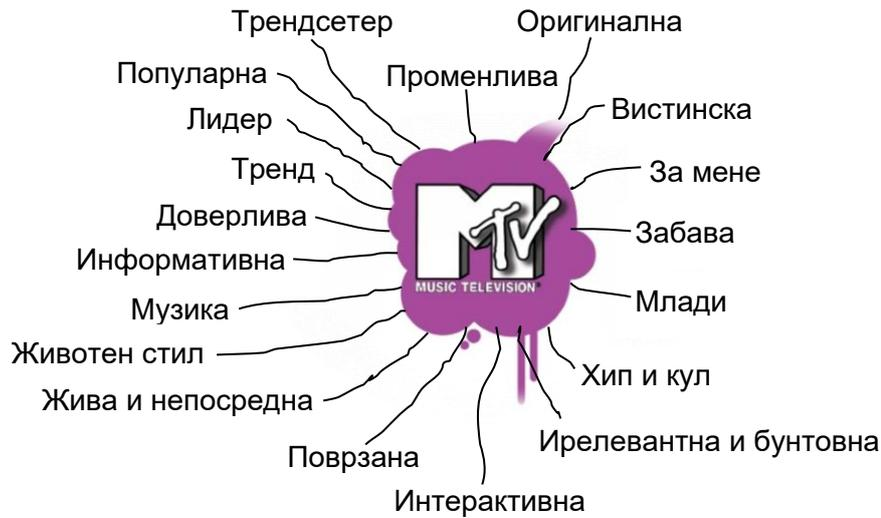 Трендсетер
Оригинална
Популарна
Променлива
Вистинска
Лидер
Тренд
За мене
Доверлива
Забава
Информативна
MTV
MUSIC TELEVISION®
Музика
Млади
Животен стил
Хип и кул
Жива и непосредна
Ирелевантна и бунтовна
Поврзана
Интерактивна